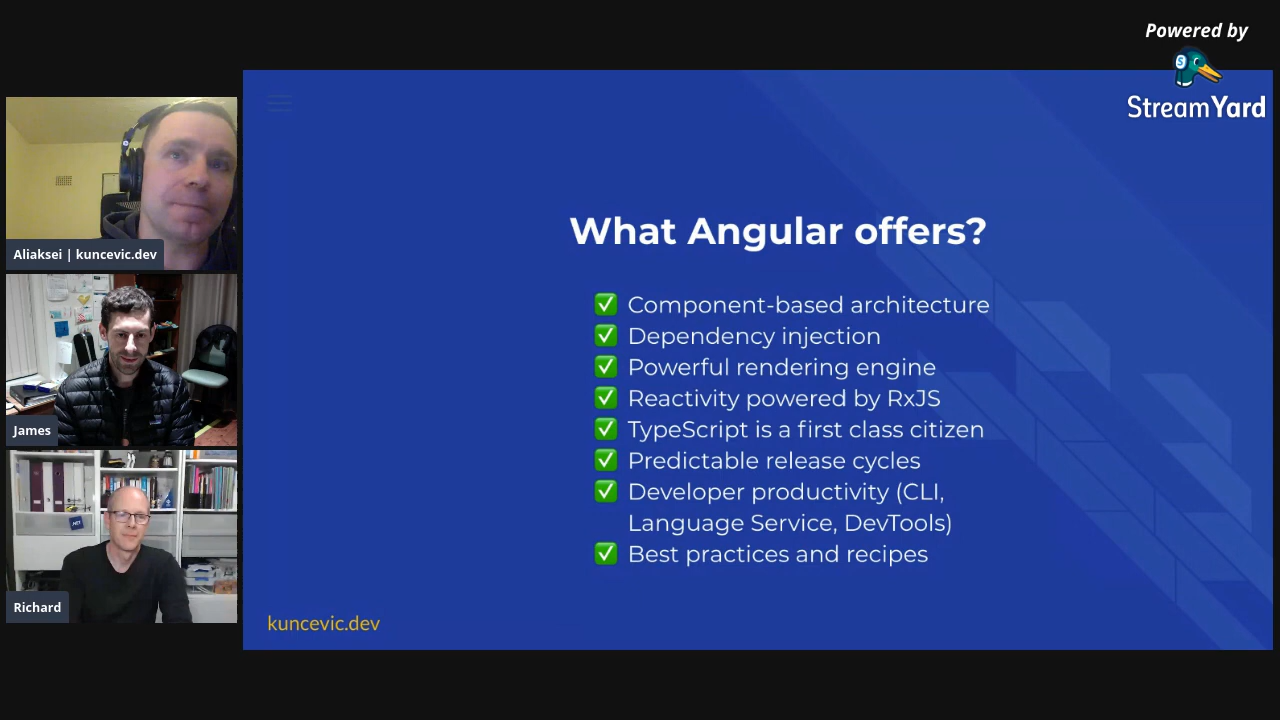 Powered by
StreamYard
Aliaksei | kuncevic.dev
James
Richard
.NET
What Angular offers?
✅ Component-based architecture
✅ Dependency injection
✅ Powerful rendering engine
✅ Reactivity powered by RxJS
✅ TypeScript is a first class citizen
✅ Predictable release cycles
✅ Developer productivity (CLI,
Language Service, DevTools)
✅ Best practices and recipes
kuncevic.dev